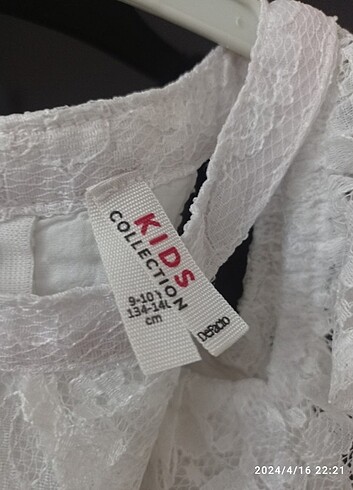 KIDS
COLLECTION
9-10 Y
134-140
cm
DeFacto
2024/4/16 22:21